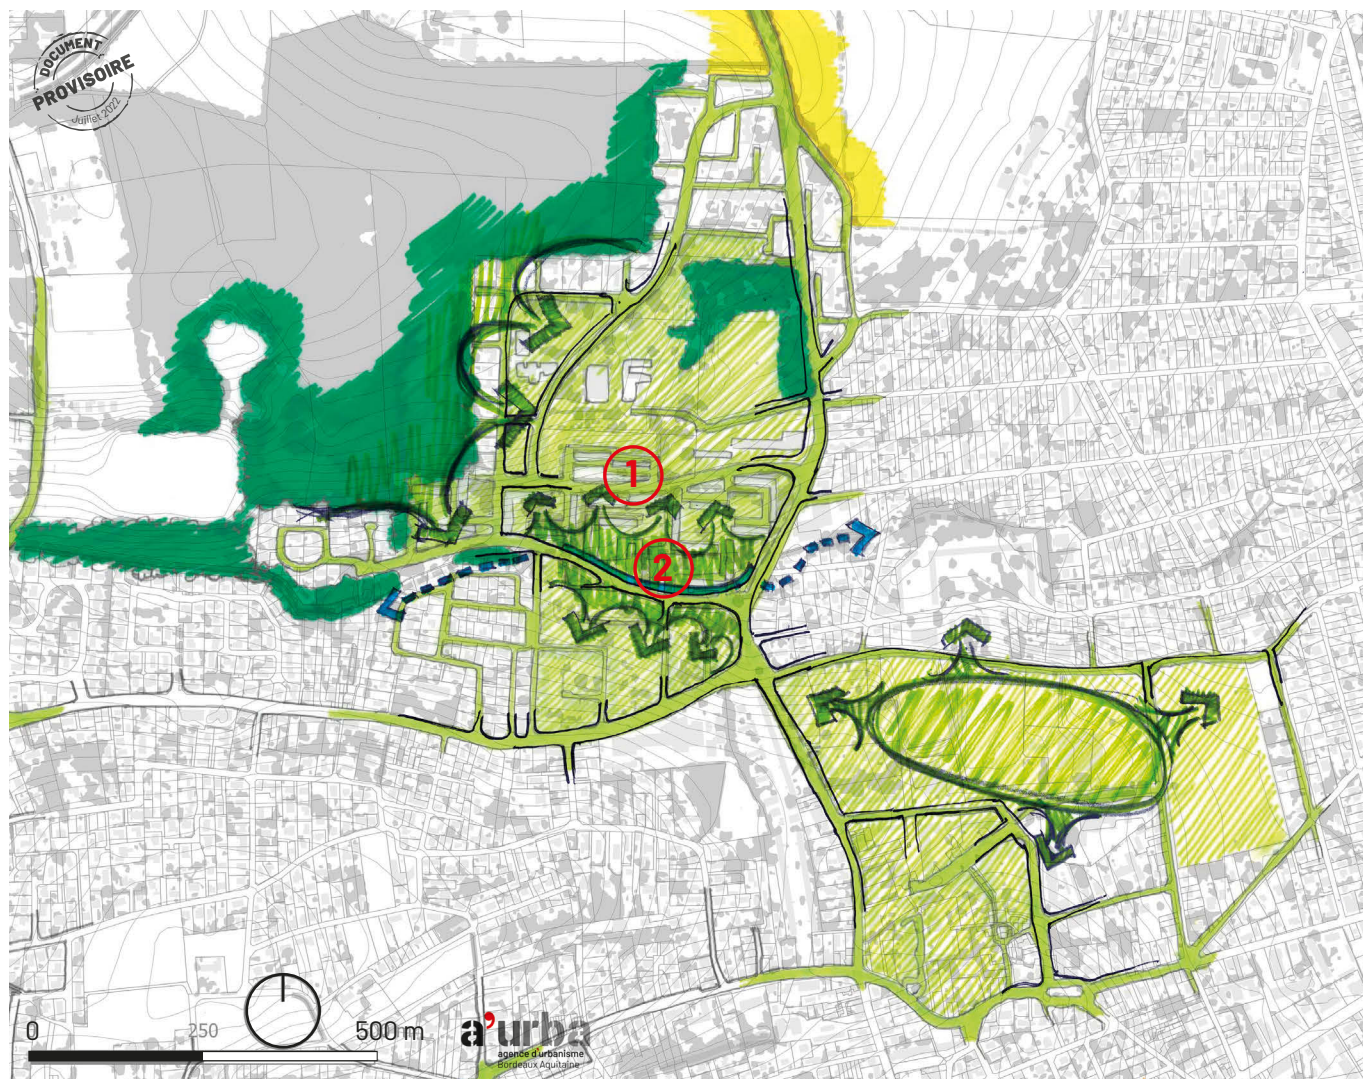 DOCUMENT
PROVISOIRE
Juillet 2022
1
2
0
250
500 m
a'urba
agence d'urbanisme
Bordeaux Aquitaine